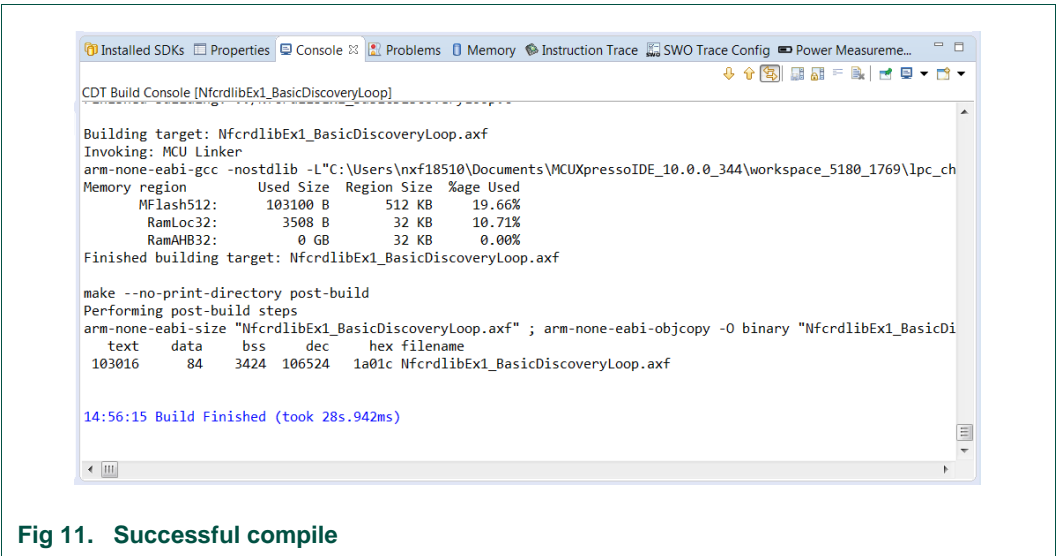 Installed SDKs Properties Console Problems Memory Instruction Trace SWO Trace Config Power Measureme...
CDT Build Console [NfcrdlibEx1_BasicDiscoveryLoop]
Building target: NfcrdlibEx1_BasicDiscoveryLoop.axf
Invoking: MCU Linker
arm-none-eabi-gcc -nostdlib -L"C:\Users\nxf18510\Documents\MCUXpressoIDE_10.0.0_344\workspace_5180_1769\lpc_ch
Memory region Used Size Region Size %age Used
MFlash512: 103100 B 512 KB 19.66%
RamLoc32: 3508 B 32 KB 10.71%
RamAHB32: 0 GB 32 KB 0.00%
Finished building target: NfcrdlibEx1_BasicDiscoveryLoop.axf
make --no-print-directory post-build
Performing post-build steps
arm-none-eabi-size "NfcrdlibEx1_BasicDiscoveryLoop.axf" ; arm-none-eabi-objcopy -O binary "NfcrdlibEx1_BasicDi
text data bss dec hex filename
103016 84 3424 106524 1a01c NfcrdlibEx1_BasicDiscoveryLoop.axf
14:56:15 Build Finished (took 28s.942ms)
Fig 11. Successful compile